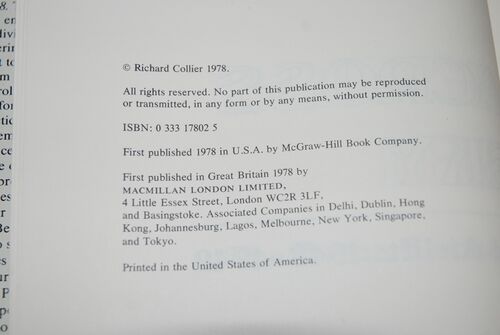 © Richard Collier 1978.
All rights reserved. No part of this publication may be reproduced
or transmitted, in any form or by any means, without permission.
ISBN: 0 333 17802 5
First published 1978 in U.S.A. by McGraw-Hill Book Company.
First published in Great Britain 1978 by
MACMILLAN LONDON LIMITED,
4 Little Essex Street, London WC2R 3LF,
and Basingstoke. Associated Companies in Delhi, Dublin, Hong
Kong, Johannesburg, Lagos, Melbourne, New York, Singapore,
and Tokyo.
Printed in the United States of America.